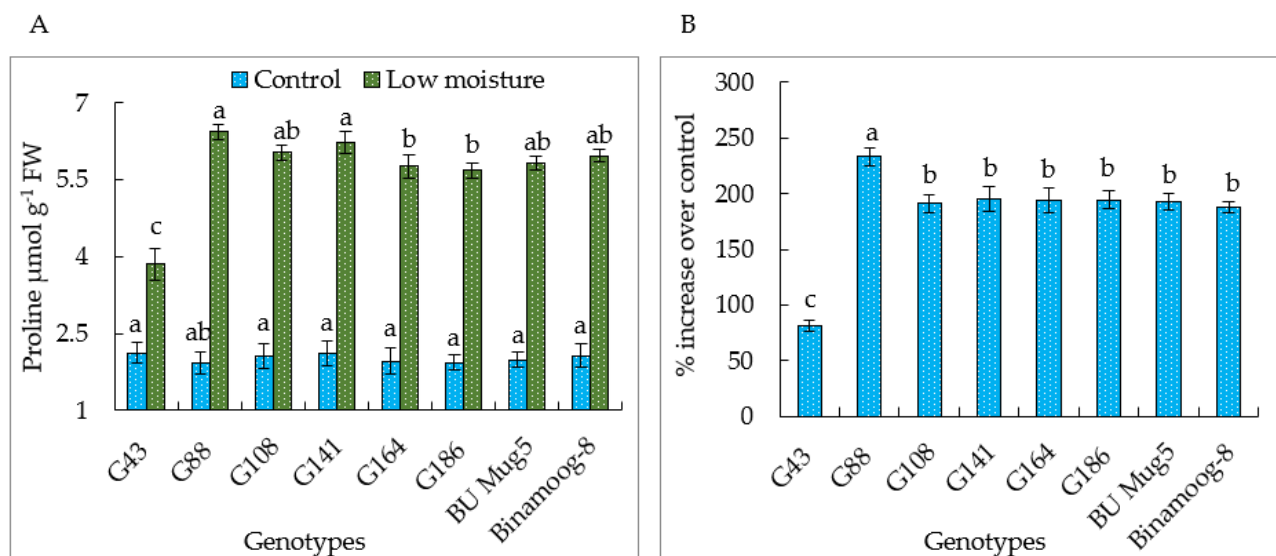 A
Control Low moisture
Proline µmol g-1 FW
7
5.5
4
2.5
1
a ab a a a a a a
c a ab a b b ab ab
G43 G88 G108 G141 G164 G186 BU Mug5 Binamoog-8
Genotypes
B
% increase over control
300
250
200
150
100
50
0
c a b b b b b b
G43 G88 G108 G141 G164 G186 BU Mug5 Binamoog-8
Genotypes